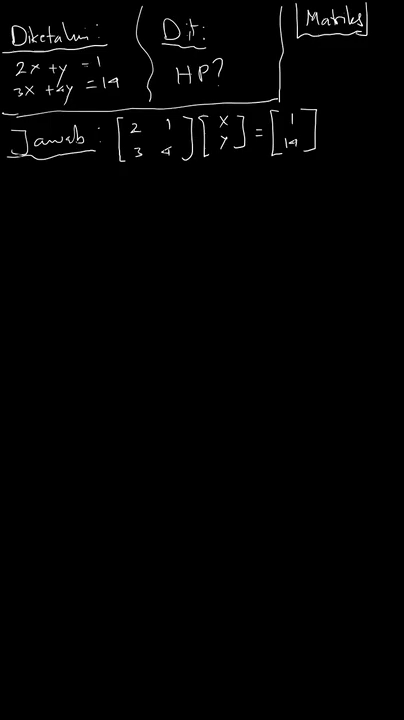 Diketahui:
2x + y = 1
3x + 4y = 14
Dit:
HP?
Matriks
Jawab: [2 1
3 4] [x
y] = [1
14]